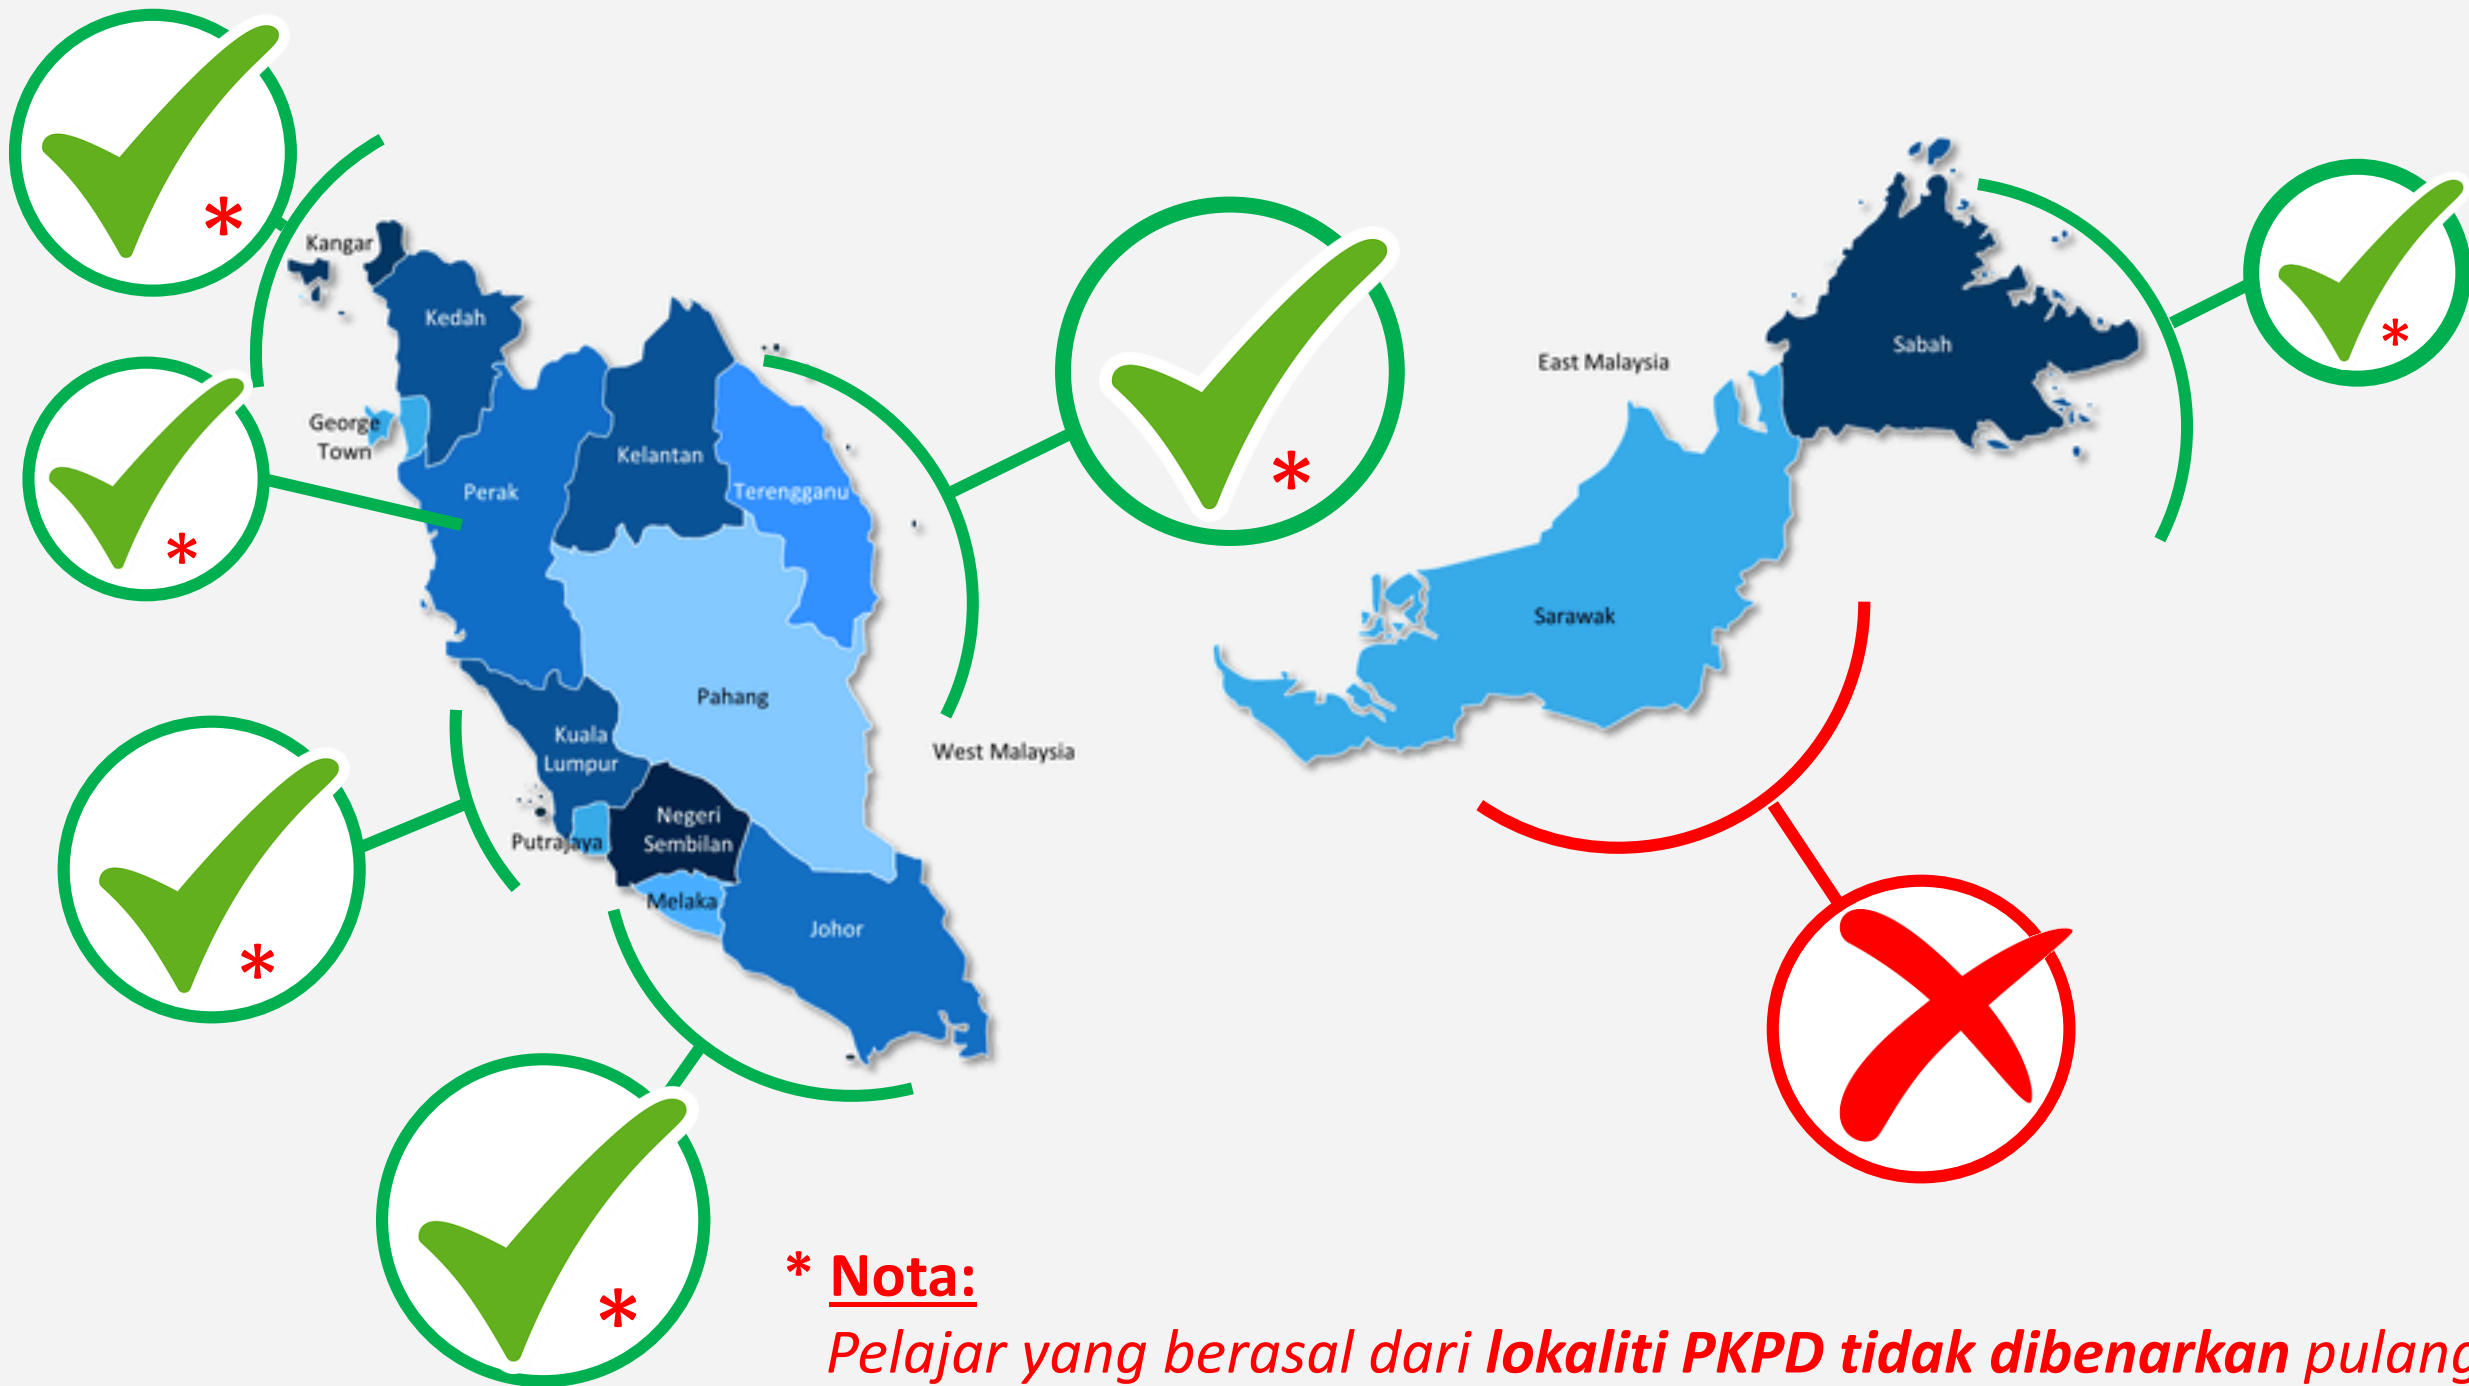 Kangar
Kedah
George
Town
Perak
Kelantan
Terengganu
Pahang
Kuala
Lumpur
West Malaysia
Putrajaya
Negeri
Sembilan
Melaka
Johor
East Malaysia
Sabah
Sarawak
*
*
*
*
*
*
* Nota:
Pelajar yang berasal dari lokaliti PKPD tidak dibenarkan pulang